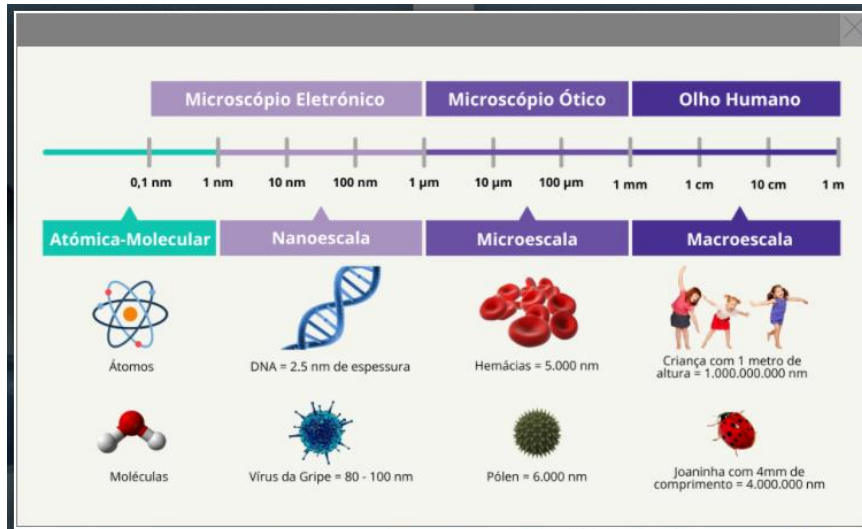 Microscópio Eletrónico
Microscópio Ótico
Olho Humano
0,1 nm
1 nm
10 nm
100 nm
1 μm
10 μm
100 μm
1 mm
1 cm
10 cm
1 m
Atómica-Molecular
Nanoescala
Microescala
Macroescala
Átomos
DNA = 2.5 nm de espessura
Hemácias = 5.000 nm
Criança com 1 metro de
altura = 1.000.000.000 nm
Moléculas
Vírus da Gripe = 80 - 100 nm
Pólen = 6.000 nm
Joaninha com 4mm de
comprimento = 4.000.000 nm